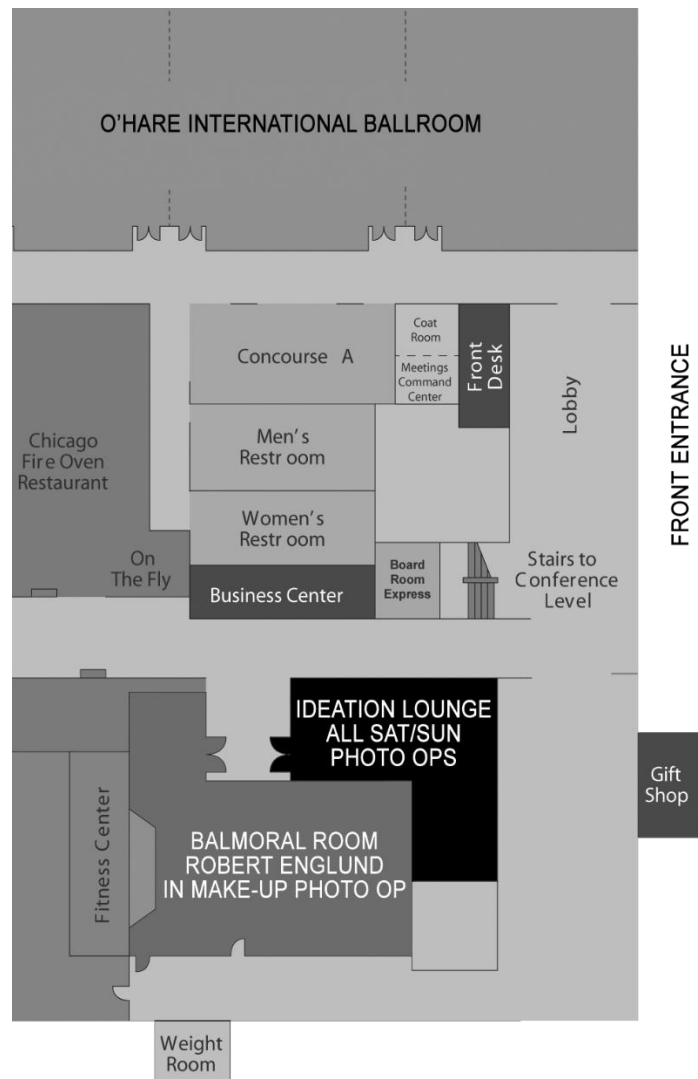 O'HARE INTERNATIONAL BALLROOM
Coat
Room
Concourse A
Meetings
Command
Center
Front
Desk
Lobby
FRONT ENTRANCE
Chicago
Fire Oven
Restaurant
Men's
Restr oom
Women's
Restr oom
On
The Fly
Business Center
Board
Room
Express
Stairs to
Conference
Level
IDEATION LOUNGE
ALL SAT/SUN
PHOTO OPS
Gift
Shop
Fitness Center
BALMORAL ROOM
ROBERT ENGLUND
IN MAKE-UP PHOTO OP
Weight
Room